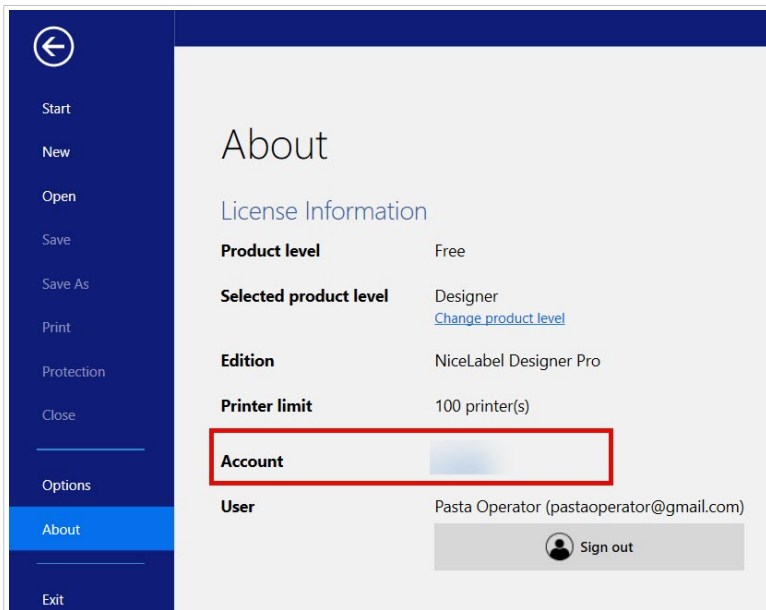 Start
New
Open
Save
Save As
Print
Protection
Close
Options
About
Exit
About
License Information
Product level Free
Selected product level Designer
Change product level
Edition NiceLabel Designer Pro
Printer limit 100 printer(s)
Account
User Pasta Operator (pastaoperator@gmail.com)
Sign out